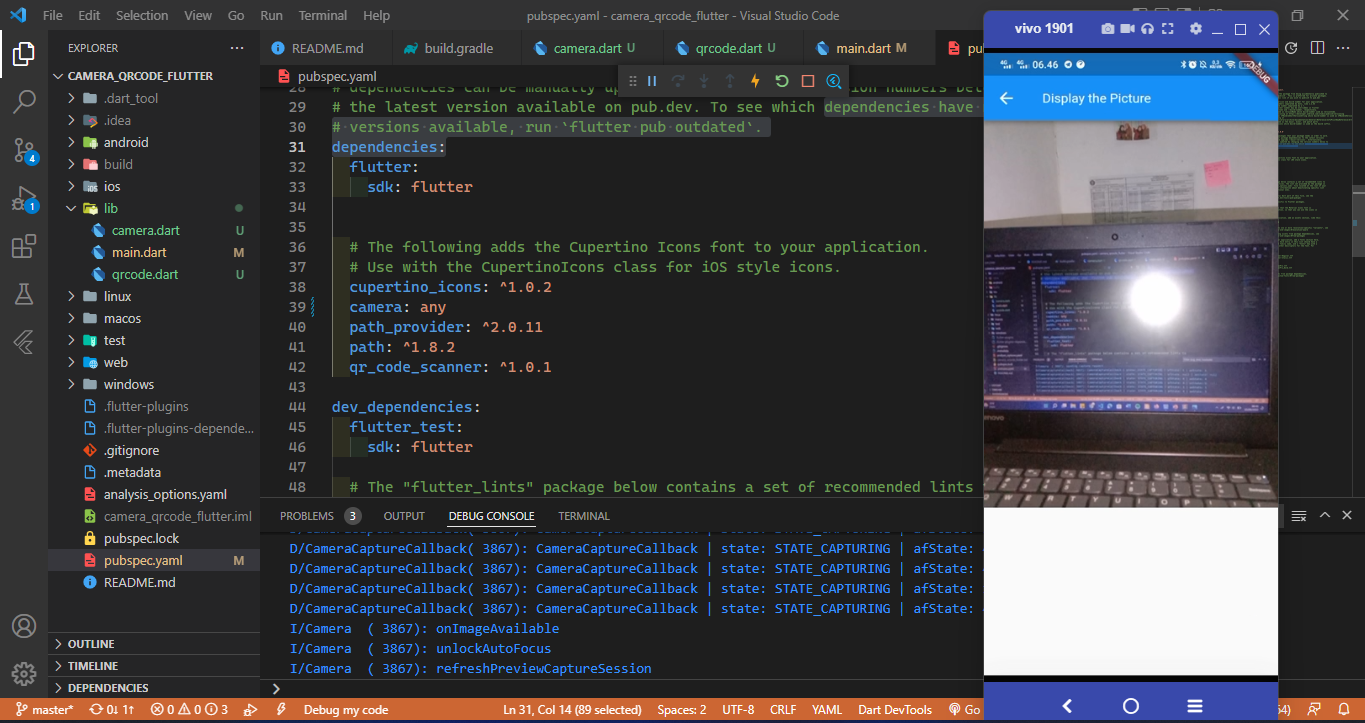 File Edit Selection View Go Run Terminal Help
pubspec.yaml - camera_qrcode_flutter - Visual Studio Code
EXPLORER
CAMERA_QRCODE_FLUTTER
.dart_tool
.idea
android
build
ios
lib
camera.dart U
main.dart M
qrcode.dart U
linux
macos
test
web
windows
.flutter-plugins
.flutter-plugins-depende...
.gitignore
.metadata
analysis_options.yaml
camera_qrcode_flutter.iml
pubspec.lock
pubspec.yaml M
README.md
OUTLINE
TIMELINE
DEPENDENCIES
4
1
README.md build.gradle camera.dart U qrcode.dart U main.dart M
pubspec.yaml
28 # dependencies can be manually
29 # the latest version available on pub.dev. To see which dependencies have
30 # versions available, run `flutter pub outdated`.
31 dependencies:
32 flutter:
33 sdk: flutter
34
35
36 # The following adds the Cupertino Icons font to your application.
37 # Use with the CupertinoIcons class for iOS style icons.
38 cupertino_icons: ^1.0.2
39 camera: any
40 path_provider: ^2.0.11
41 path: ^1.8.2
42 qr_code_scanner: ^1.0.1
43
44 dev_dependencies:
45 flutter_test:
46 sdk: flutter
47
48 # The "flutter_lints" package below contains a set of recommended lints
PROBLEMS 3 OUTPUT DEBUG CONSOLE TERMINAL
D/CameraCaptureCallback( 3867): CameraCaptureCallback | state: STATE_CAPTURING | afState:
D/CameraCaptureCallback( 3867): CameraCaptureCallback | state: STATE_CAPTURING | afState:
D/CameraCaptureCallback( 3867): CameraCaptureCallback | state: STATE_CAPTURING | afState:
D/CameraCaptureCallback( 3867): CameraCaptureCallback | state: STATE_CAPTURING | afState:
I/Camera ( 3867): onImageAvailable
I/Camera ( 3867): unlockAutoFocus
I/Camera ( 3867): refreshPreviewCaptureSession
master* 0↓ 1↑ 0 0 3 Debug my code Ln 31, Col 14 (89 selected) Spaces: 2 UTF-8 CRLF YAML Dart DevTools Go
vivo 1901
4G 4G 06.46
DEBUG
Display the Picture